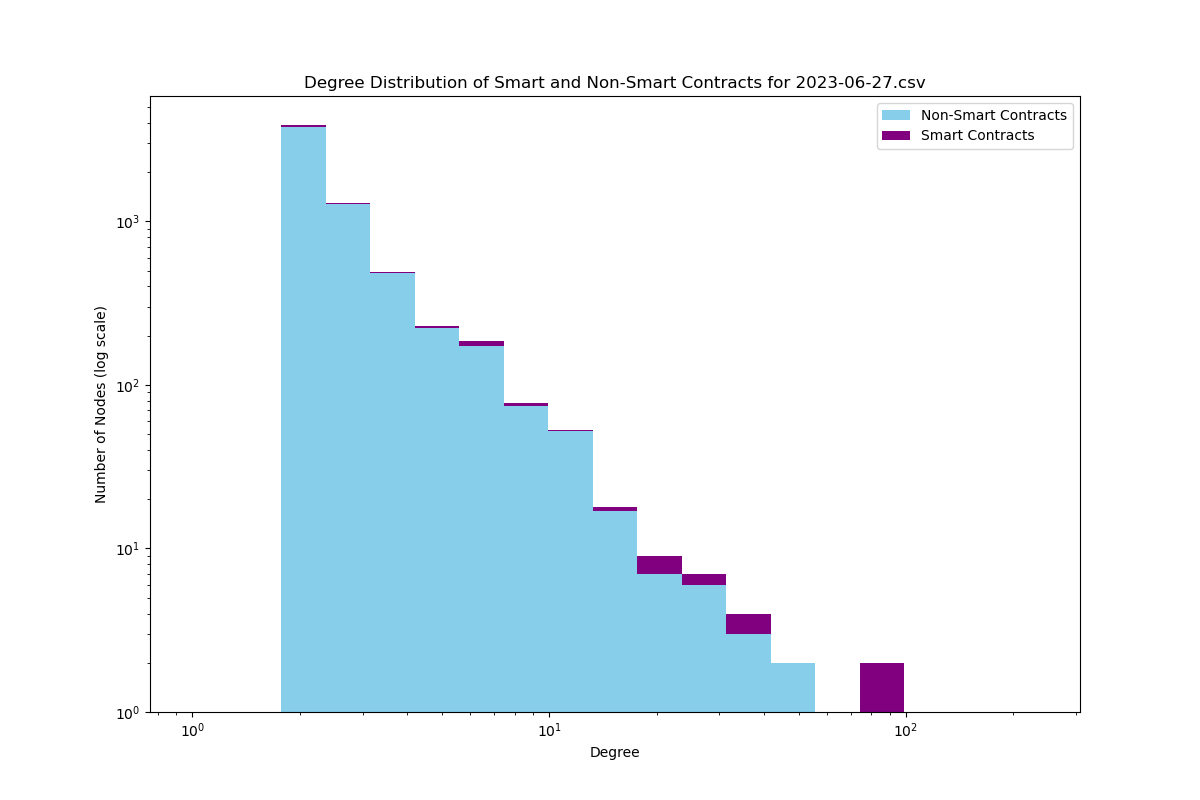 Degree Distribution of Smart and Non-Smart Contracts for 2023-06-27.csv
Non-Smart Contracts
Smart Contracts
10³
10²
10¹
10⁰
Number of Nodes (log scale)
10⁰ 10¹ 10²
Degree